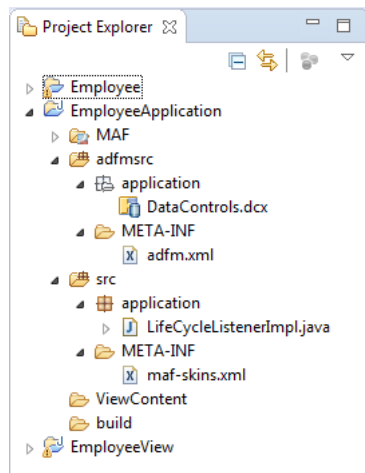 Project Explorer
Employee
EmployeeApplication
MAF
adfmsrc
application
DataControls.dcx
META-INF
adfm.xml
src
application
LifeCycleListenerImpl.java
META-INF
maf-skins.xml
ViewContent
build
EmployeeView